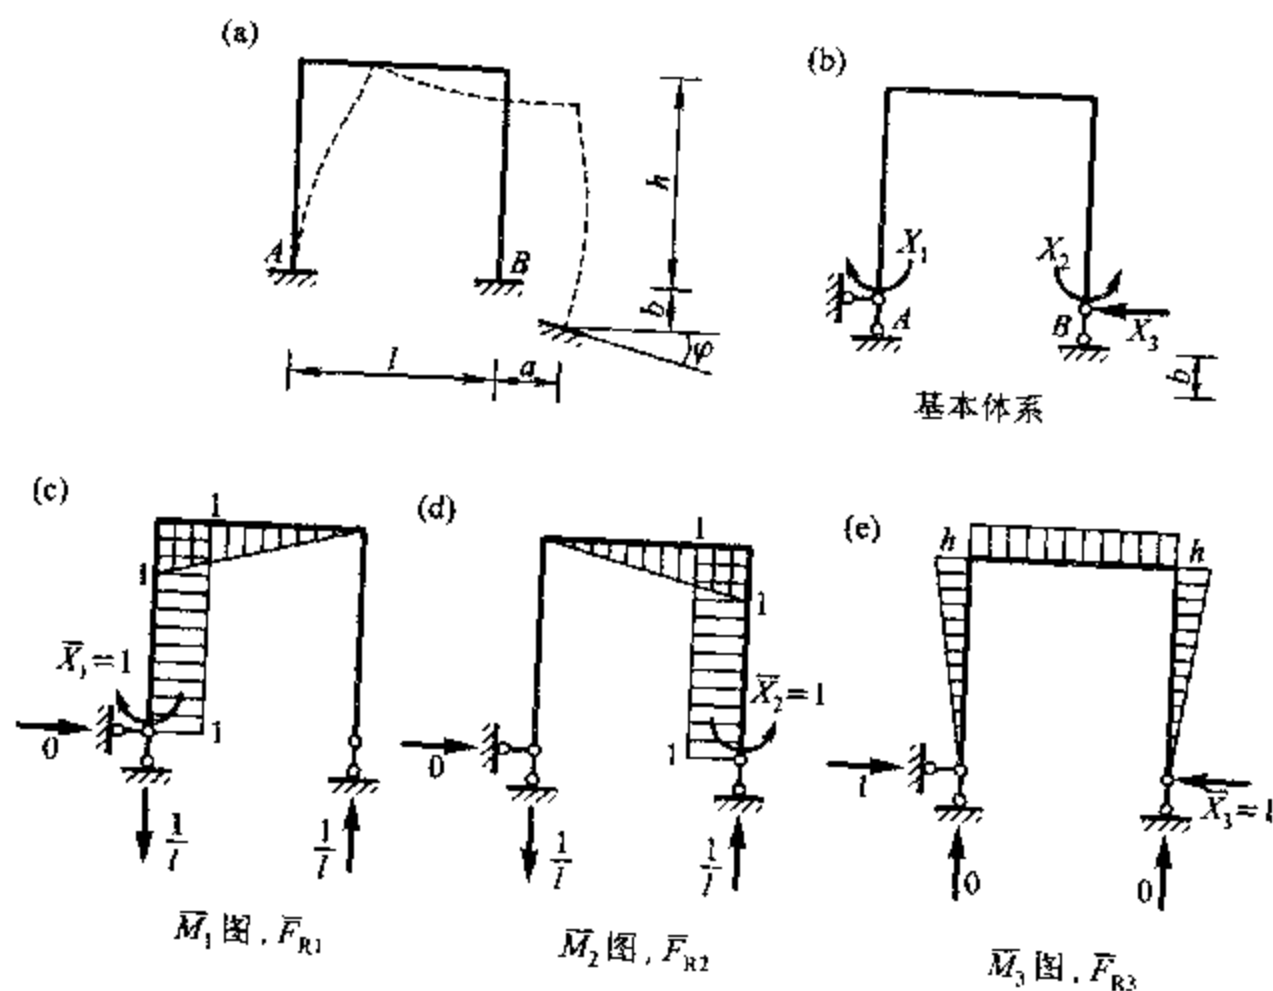 (a)
A
B
h
b
φ
l
a
(b)
X₁
X₂
A
B
X₃
b
基本体系
(c)
1
1
X̄₁=1
1
0
1/l
1/l
M̄₁图, F̄R1
(d)
1
1
X̄₂=1
1
0
1/l
1/l
M̄₂图, F̄R2
(e)
h
h
1
X̄₃=1
0
0
M̄₃图, F̄R3